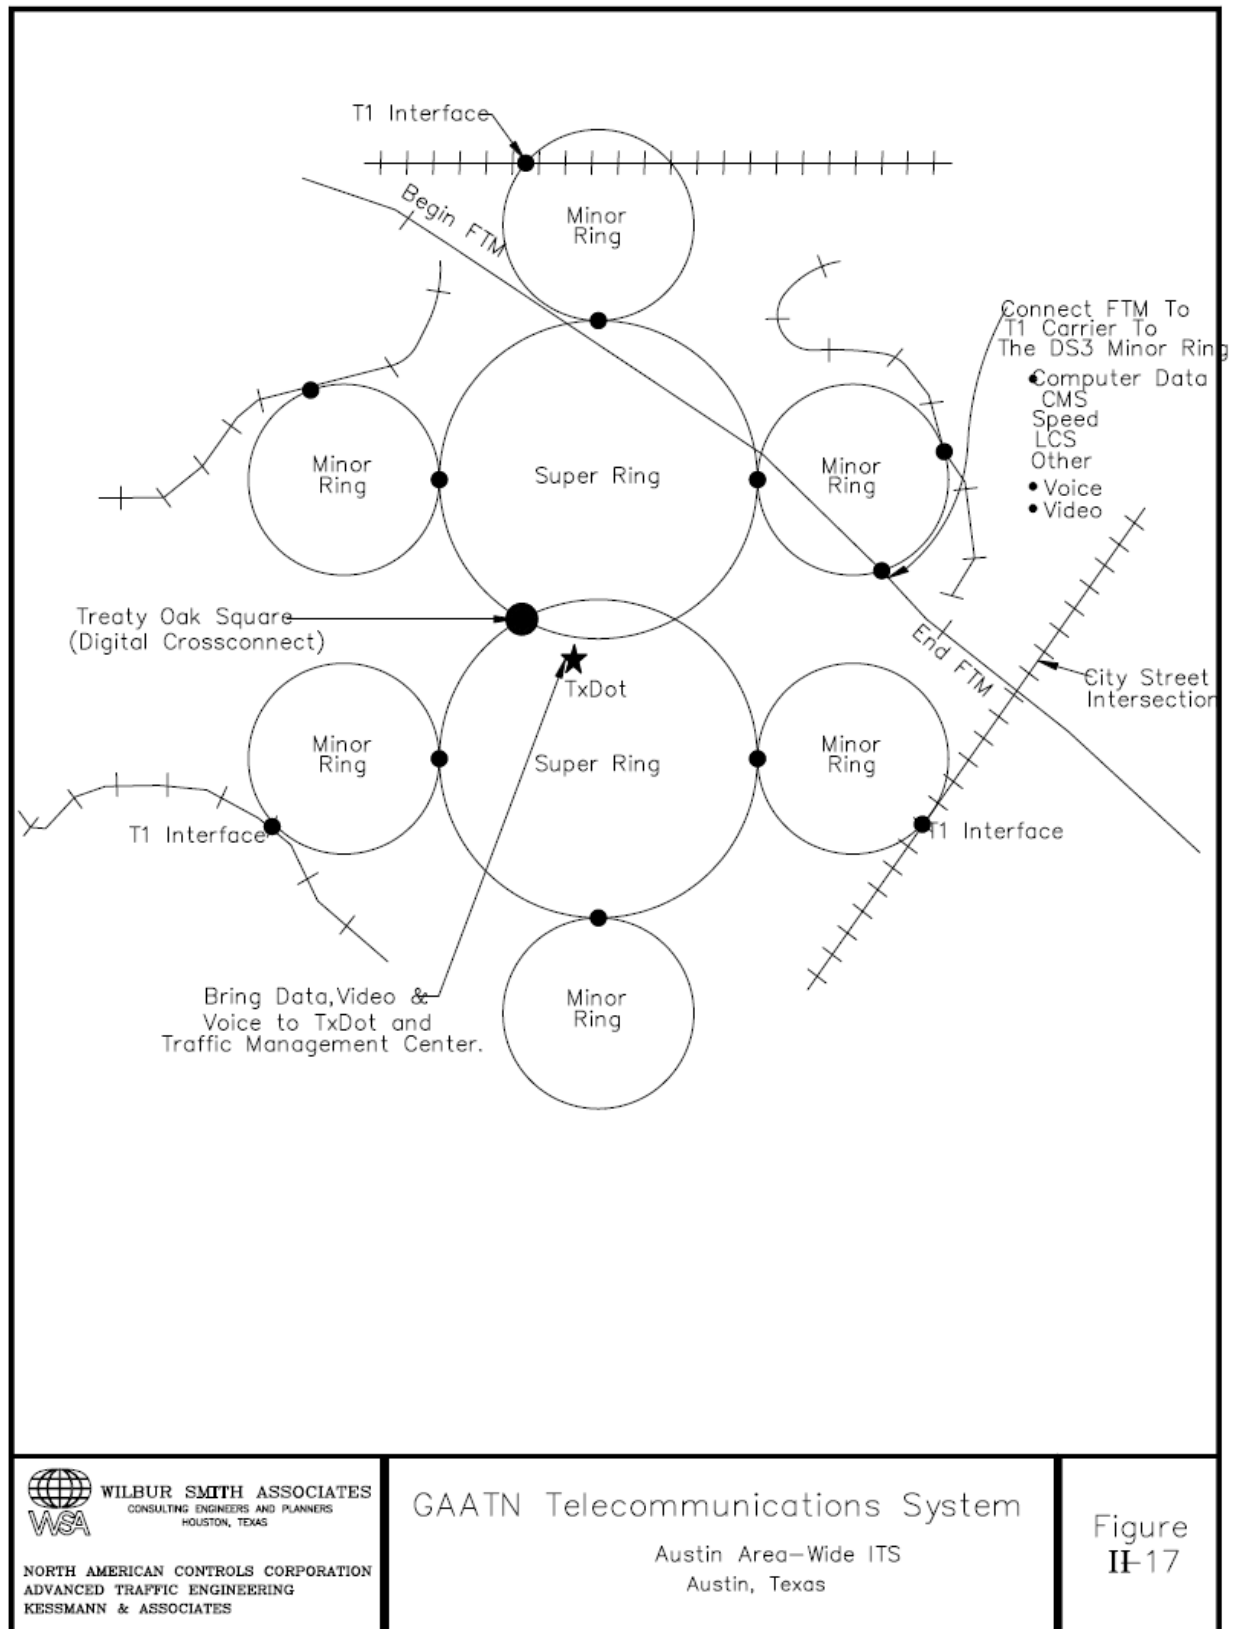 T1 Interface
Begin FTM
Minor
Ring
Connect FTM To
T1 Carrier To
The DS3 Minor Ring
• Computer Data
CMS
Speed
LCS
Other
• Voice
• Video
Minor
Ring
Super Ring
Minor
Ring
Treaty Oak Square
(Digital Crossconnect)
End FTM
City Street
Intersection
TxDot
Minor
Ring
Super Ring
Minor
Ring
T1 Interface
T1 Interface
Bring Data,Video &
Voice to TxDot and
Traffic Management Center.
Minor
Ring
WSA
WILBUR SMITH ASSOCIATES
CONSULTING ENGINEERS AND PLANNERS
HOUSTON, TEXAS
NORTH AMERICAN CONTROLS CORPORATION
ADVANCED TRAFFIC ENGINEERING
KESSMANN & ASSOCIATES
GAATN Telecommunications System
Austin Area-Wide ITS
Austin, Texas
Figure
II-17